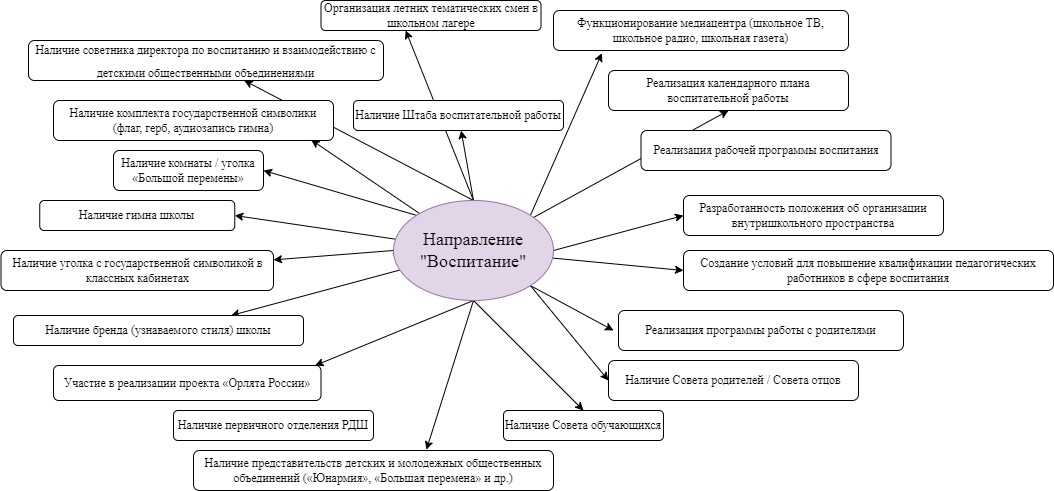 Организация летних тематических смен в
школьном лагере
Функционирование медиацентра (школьное ТВ,
школьное радио, школьная газета)
Наличие советника директора по воспитанию и взаимодействию с
детскими общественными объединениями
Реализация календарного плана
воспитательной работы
Наличие комплекта государственной символики
(флаг, герб, аудиозапись гимна)
Наличие Штаба воспитательной работы
Реализация рабочей программы воспитания
Наличие комнаты / уголка
«Большой перемены»
Наличие гимна школы
Разработанность положения об организации
внутришкольного пространства
Направление
"Воспитание"
Наличие уголка с государственной символикой в
классных кабинетах
Создание условий для повышение квалификации педагогических
работников в сфере воспитания
Наличие бренда (узнаваемого стиля) школы
Реализация программы работы с родителями
Участие в реализации проекта «Орлята России»
Наличие Совета родителей / Совета отцов
Наличие первичного отделения РДШ
Наличие Совета обучающихся
Наличие представительств детских и молодежных общественных
объединений («Юнармия», «Большая перемена» и др.)